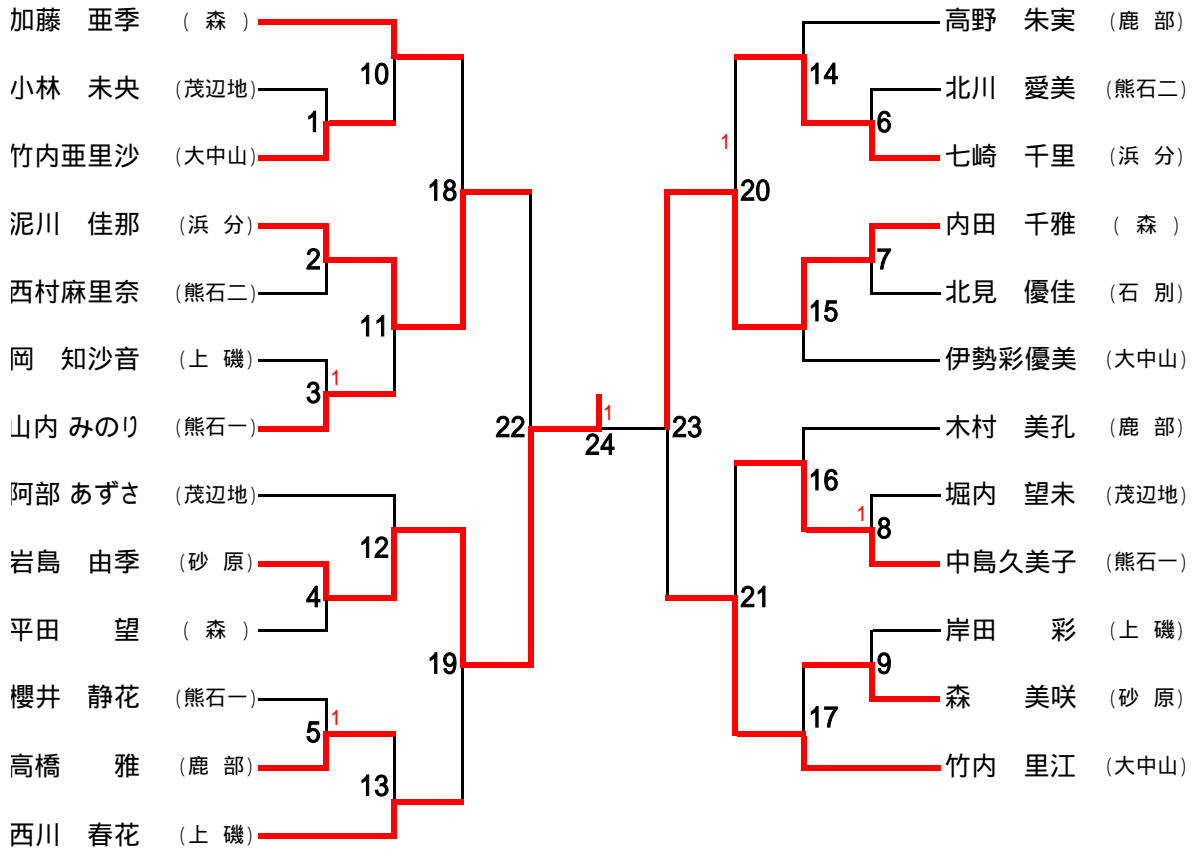 加藤　亜季 （ 森 ）
小林　未央 （茂辺地）
竹内亜里沙 （大中山）
泥川　佳那 （浜 分）
西村麻里奈 （熊石二）
岡　知沙音 （上 磯）
山内 みのり （熊石一）
阿部 あずさ （茂辺地）
岩島　由季 （砂 原）
平田　　望 （ 森 ）
櫻井　静花 （熊石一）
高橋　　雅 （鹿 部）
西川　春花 （上 磯）
10
1
18
2
11
3
1
22
12
4
19
5
1
13
24
1
14
6
1
20
7
15
23
16
1
8
21
9
17
高野　朱実 （鹿 部）
北川　愛美 （熊石二）
七崎　千里 （浜 分）
内田　千雅 （ 森 ）
北見　優佳 （石 別）
伊勢彩優美 （大中山）
木村　美孔 （鹿 部）
堀内　望未 （茂辺地）
中島久美子 （熊石一）
岸田　　彩 （上 磯）
森　　美咲 （砂 原）
竹内　里江 （大中山）